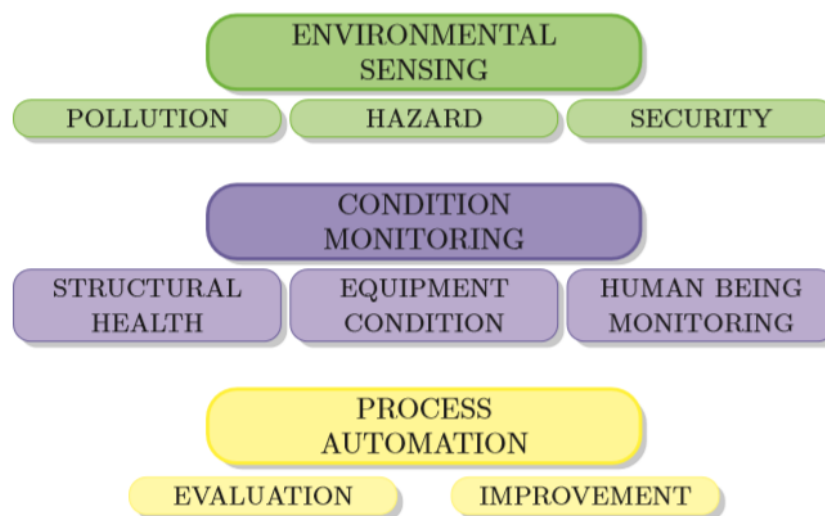 ENVIRONMENTAL
SENSING
POLLUTION
HAZARD
SECURITY
CONDITION
MONITORING
STRUCTURAL
HEALTH
EQUIPMENT
CONDITION
HUMAN BEING
MONITORING
PROCESS
AUTOMATION
EVALUATION
IMPROVEMENT